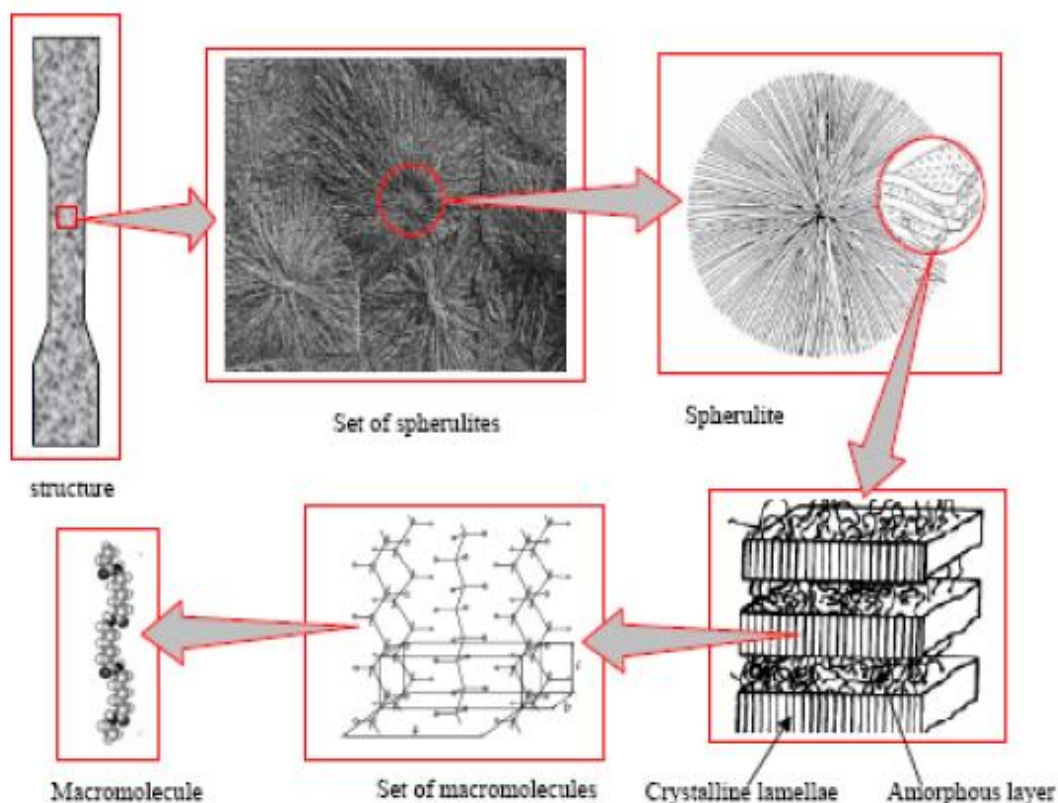 Set of spherulites
Spherulite
structure
Macromolecule
Set of macromolecules
Crystalline lamellae
Amorphous layer
a
b
c